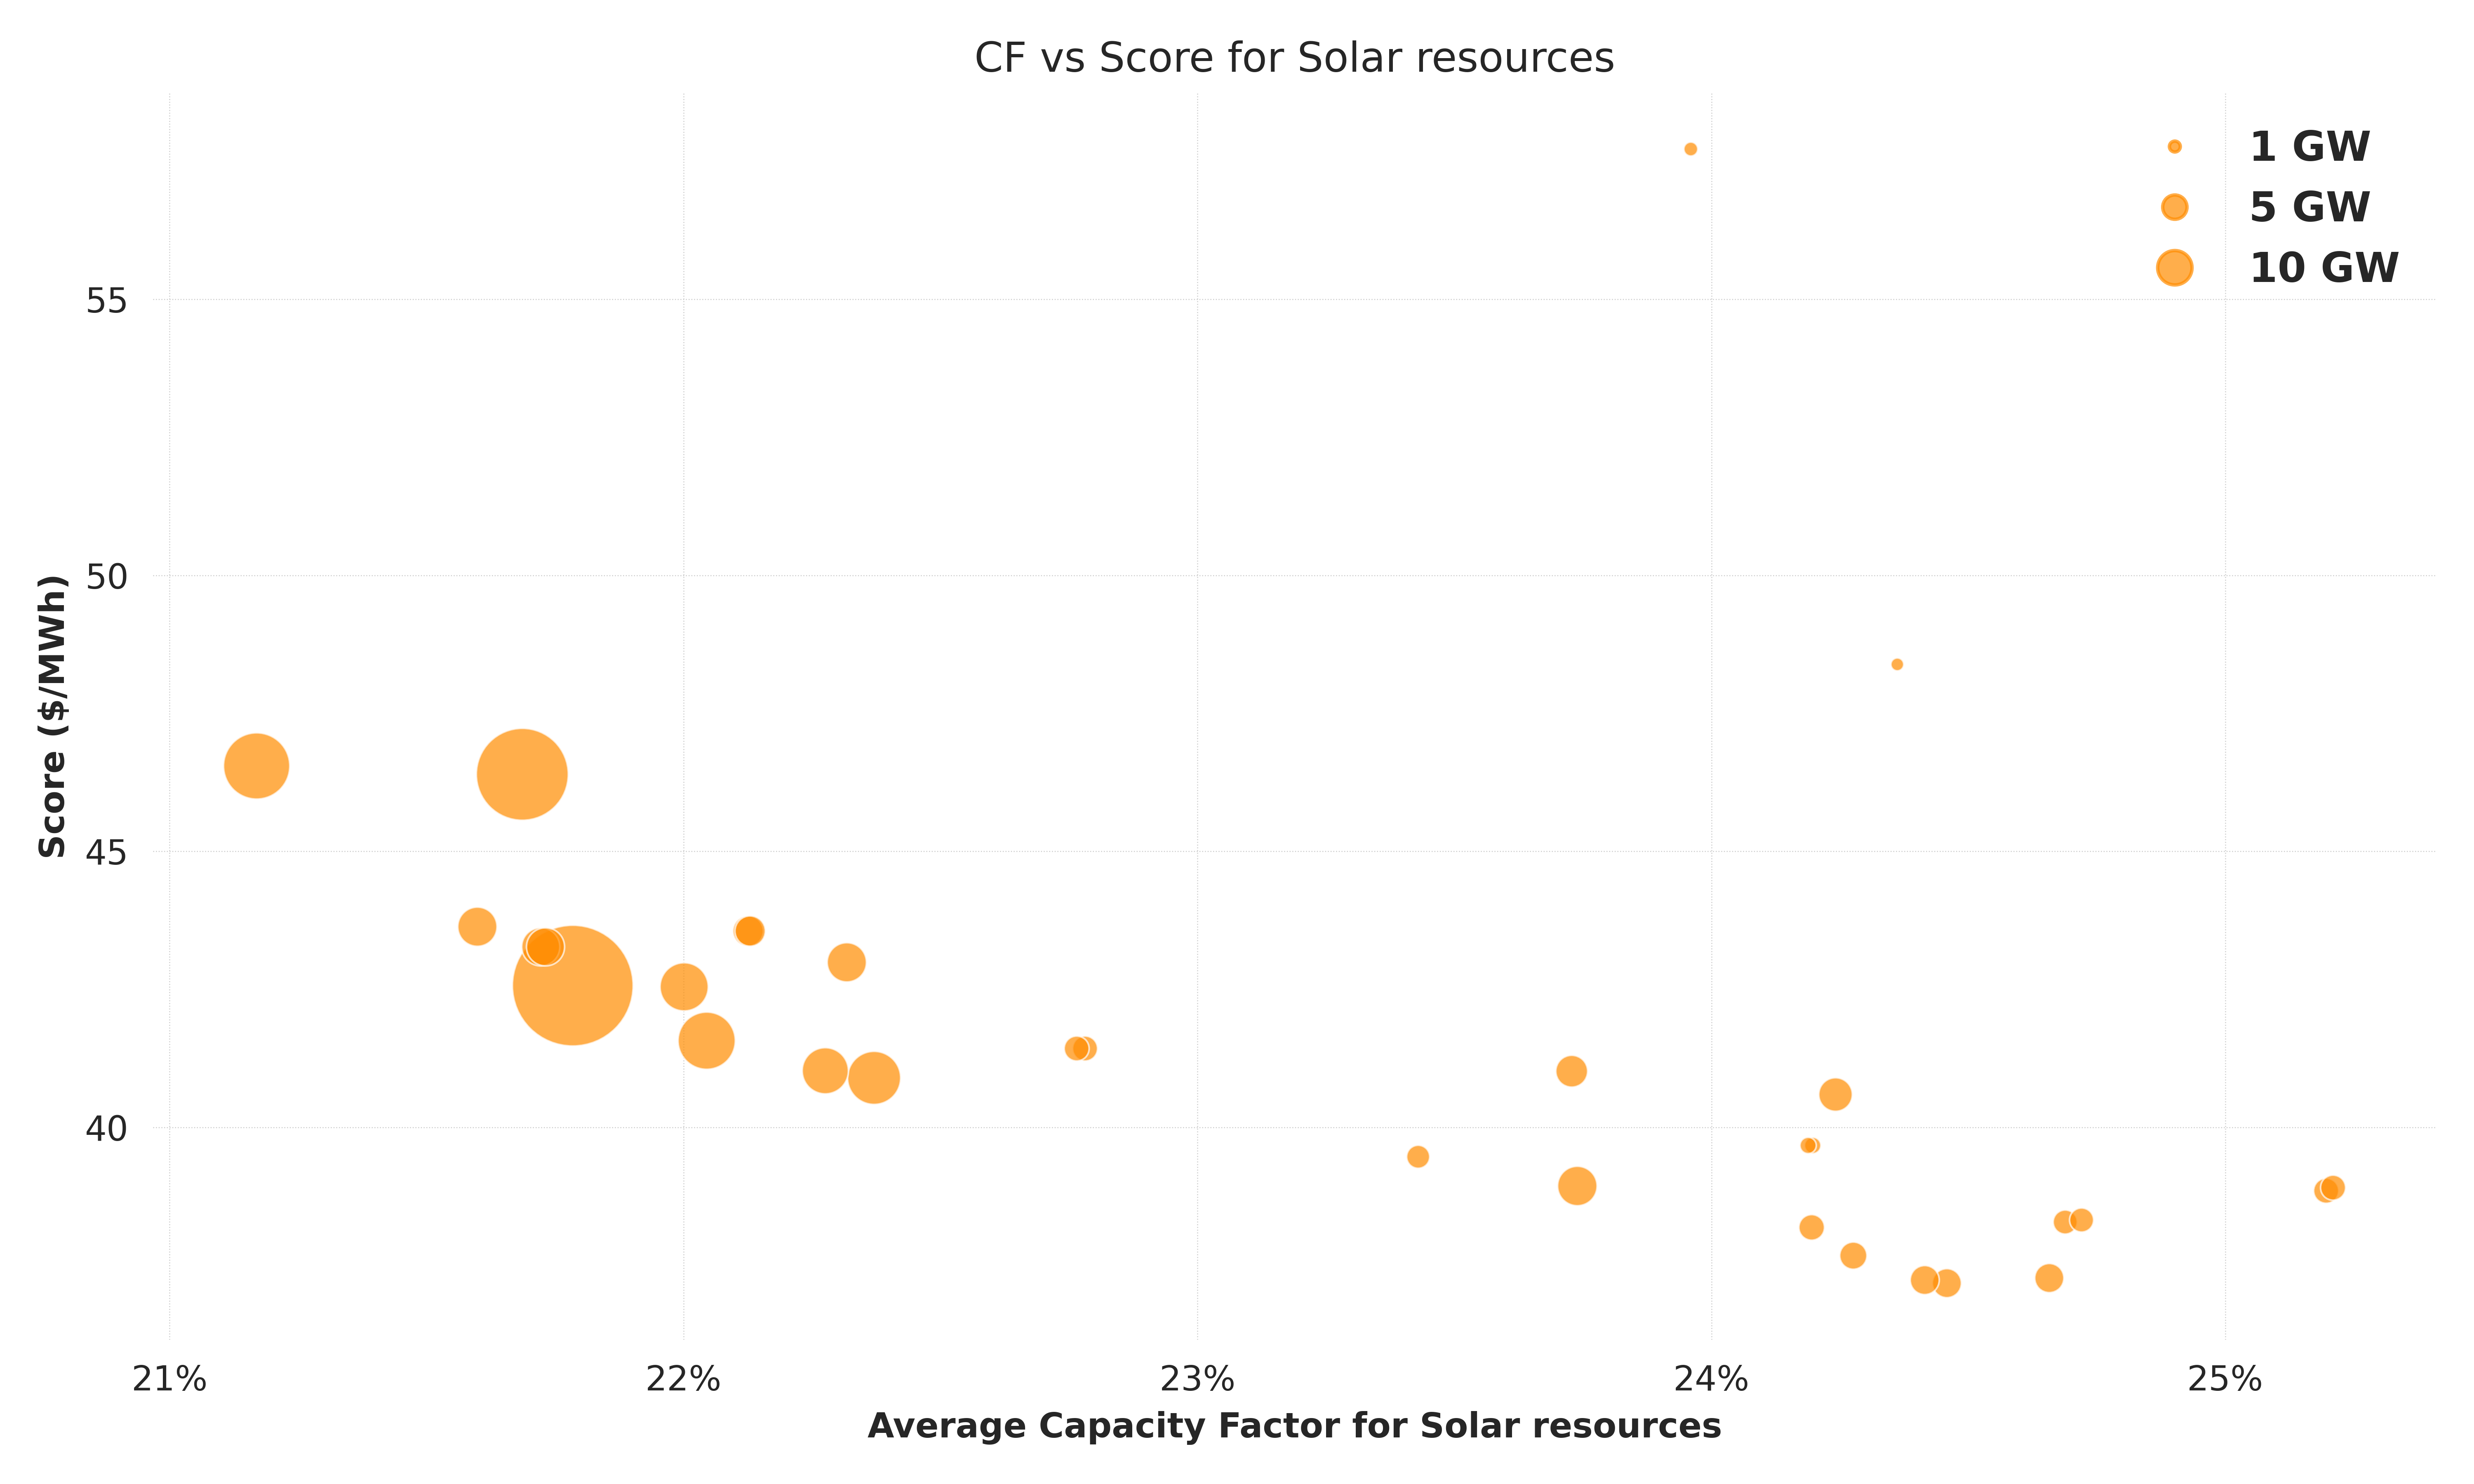 CF vs Score for Solar resources
1 GW
5 GW
10 GW
Score ($/MWh)
55
50
45
40
21%
22%
23%
24%
25%
Average Capacity Factor for Solar resources